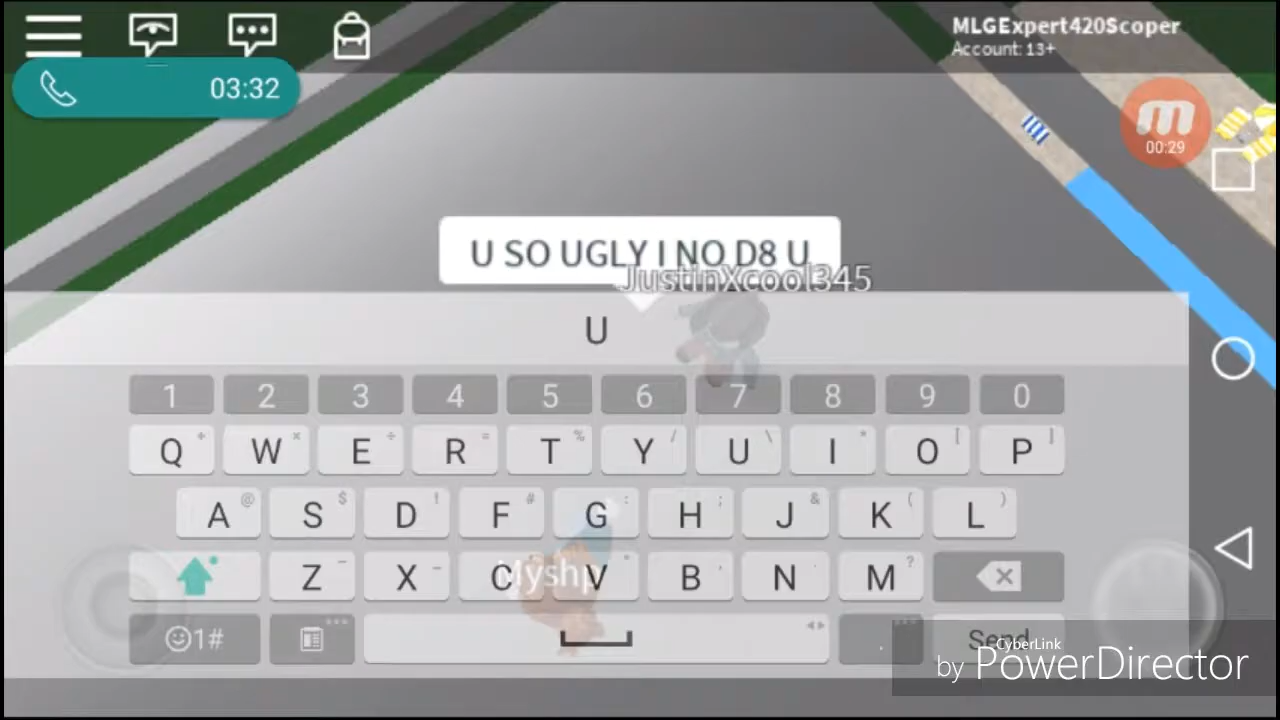 MLGExpert420Scoper
Account: 13+
03:32
00:29
U SO UGLY I NO D8 U
JustinXcool345
U
1 2 3 4 5 6 7 8 9 0
Q W E R T Y U I O P
A S D F G H J K L
Z X C V B N M
Myshp
1# . Send
CyberLink
by PowerDirector